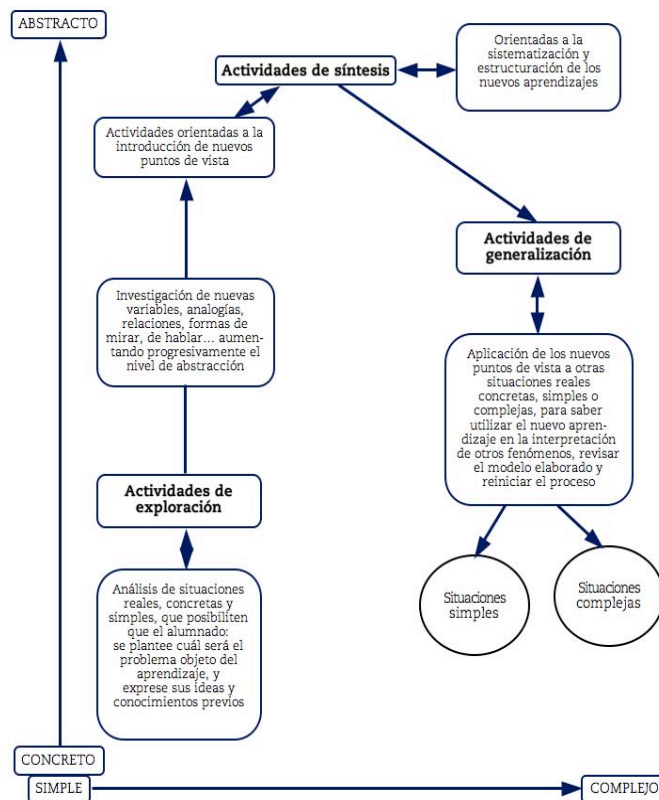 ABSTRACTO
Actividades de síntesis
Orientadas a la
sistematización y
estructuración de los
nuevos aprendizajes
Actividades orientadas a la
introducción de nuevos
puntos de vista
Actividades de
generalización
Investigación de nuevas
variables, analogías,
relaciones, formas de
mirar, de hablar... aumen-
tando progresivamente el
nivel de abstracción
Aplicación de los nuevos
puntos de vista a otras
situaciones reales
concretas, simples o
complejas, para saber
utilizar el nuevo apren-
dizaje en la interpretación
de otros fenómenos, revisar
el modelo elaborado y
reiniciar el proceso
Actividades de
exploración
Análisis de situaciones
reales, concretas y
simples, que posibiliten
que el alumnado:
se plantee cuál será el
problema objeto del
aprendizaje, y
exprese sus ideas y
conocimientos previos
Situaciones
simples
Situaciones
complejas
CONCRETO
SIMPLE
COMPLEJO